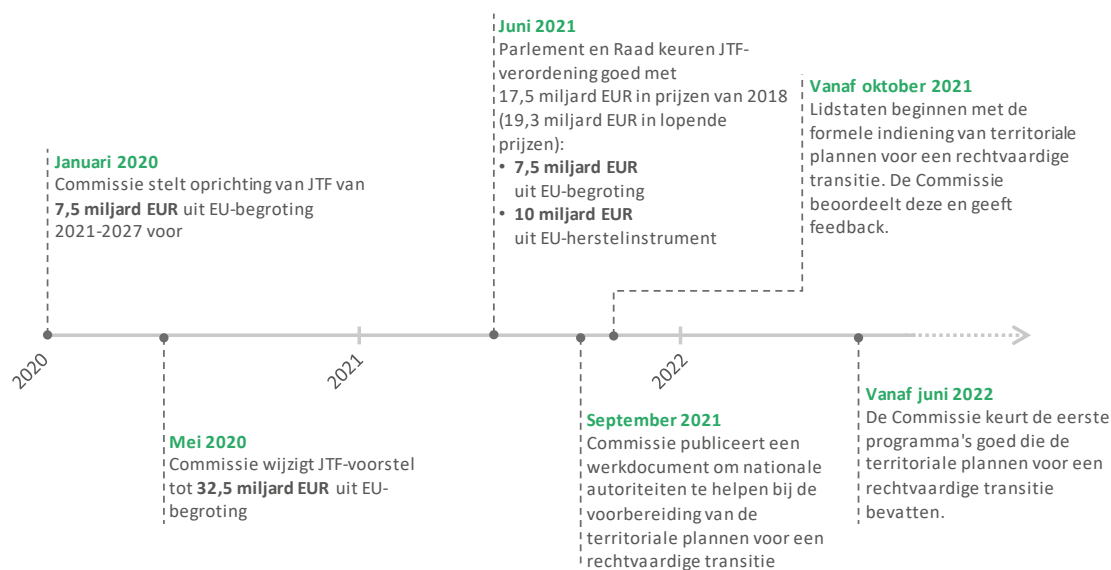 Januari 2020
Commissie stelt oprichting van JTF van
7,5 miljard EUR uit EU-begroting
2021-2027 voor
Juni 2021
Parlement en Raad keuren JTF-
verordening goed met
17,5 miljard EUR in prijzen van 2018
(19,3 miljard EUR in lopende
prijzen):
• 7,5 miljard EUR
uit EU-begroting
• 10 miljard EUR
uit EU-herstelinstrument
Vanaf oktober 2021
Lidstaten beginnen met de
formele indiening van territoriale
plannen voor een rechtvaardige
transitie. De Commissie
beoordeelt deze en geeft
feedback.
2020
2021
2022
Mei 2020
Commissie wijzigt JTF-voorstel
tot 32,5 miljard EUR uit EU-
begroting
September 2021
Commissie publiceert een
werkdocument om nationale
autoriteiten te helpen bij de
voorbereiding van de
territoriale plannen voor een
rechtvaardige transitie
Vanaf juni 2022
De Commissie keurt de eerste
programma's goed die de
territoriale plannen voor een
rechtvaardige transitie
bevatten.